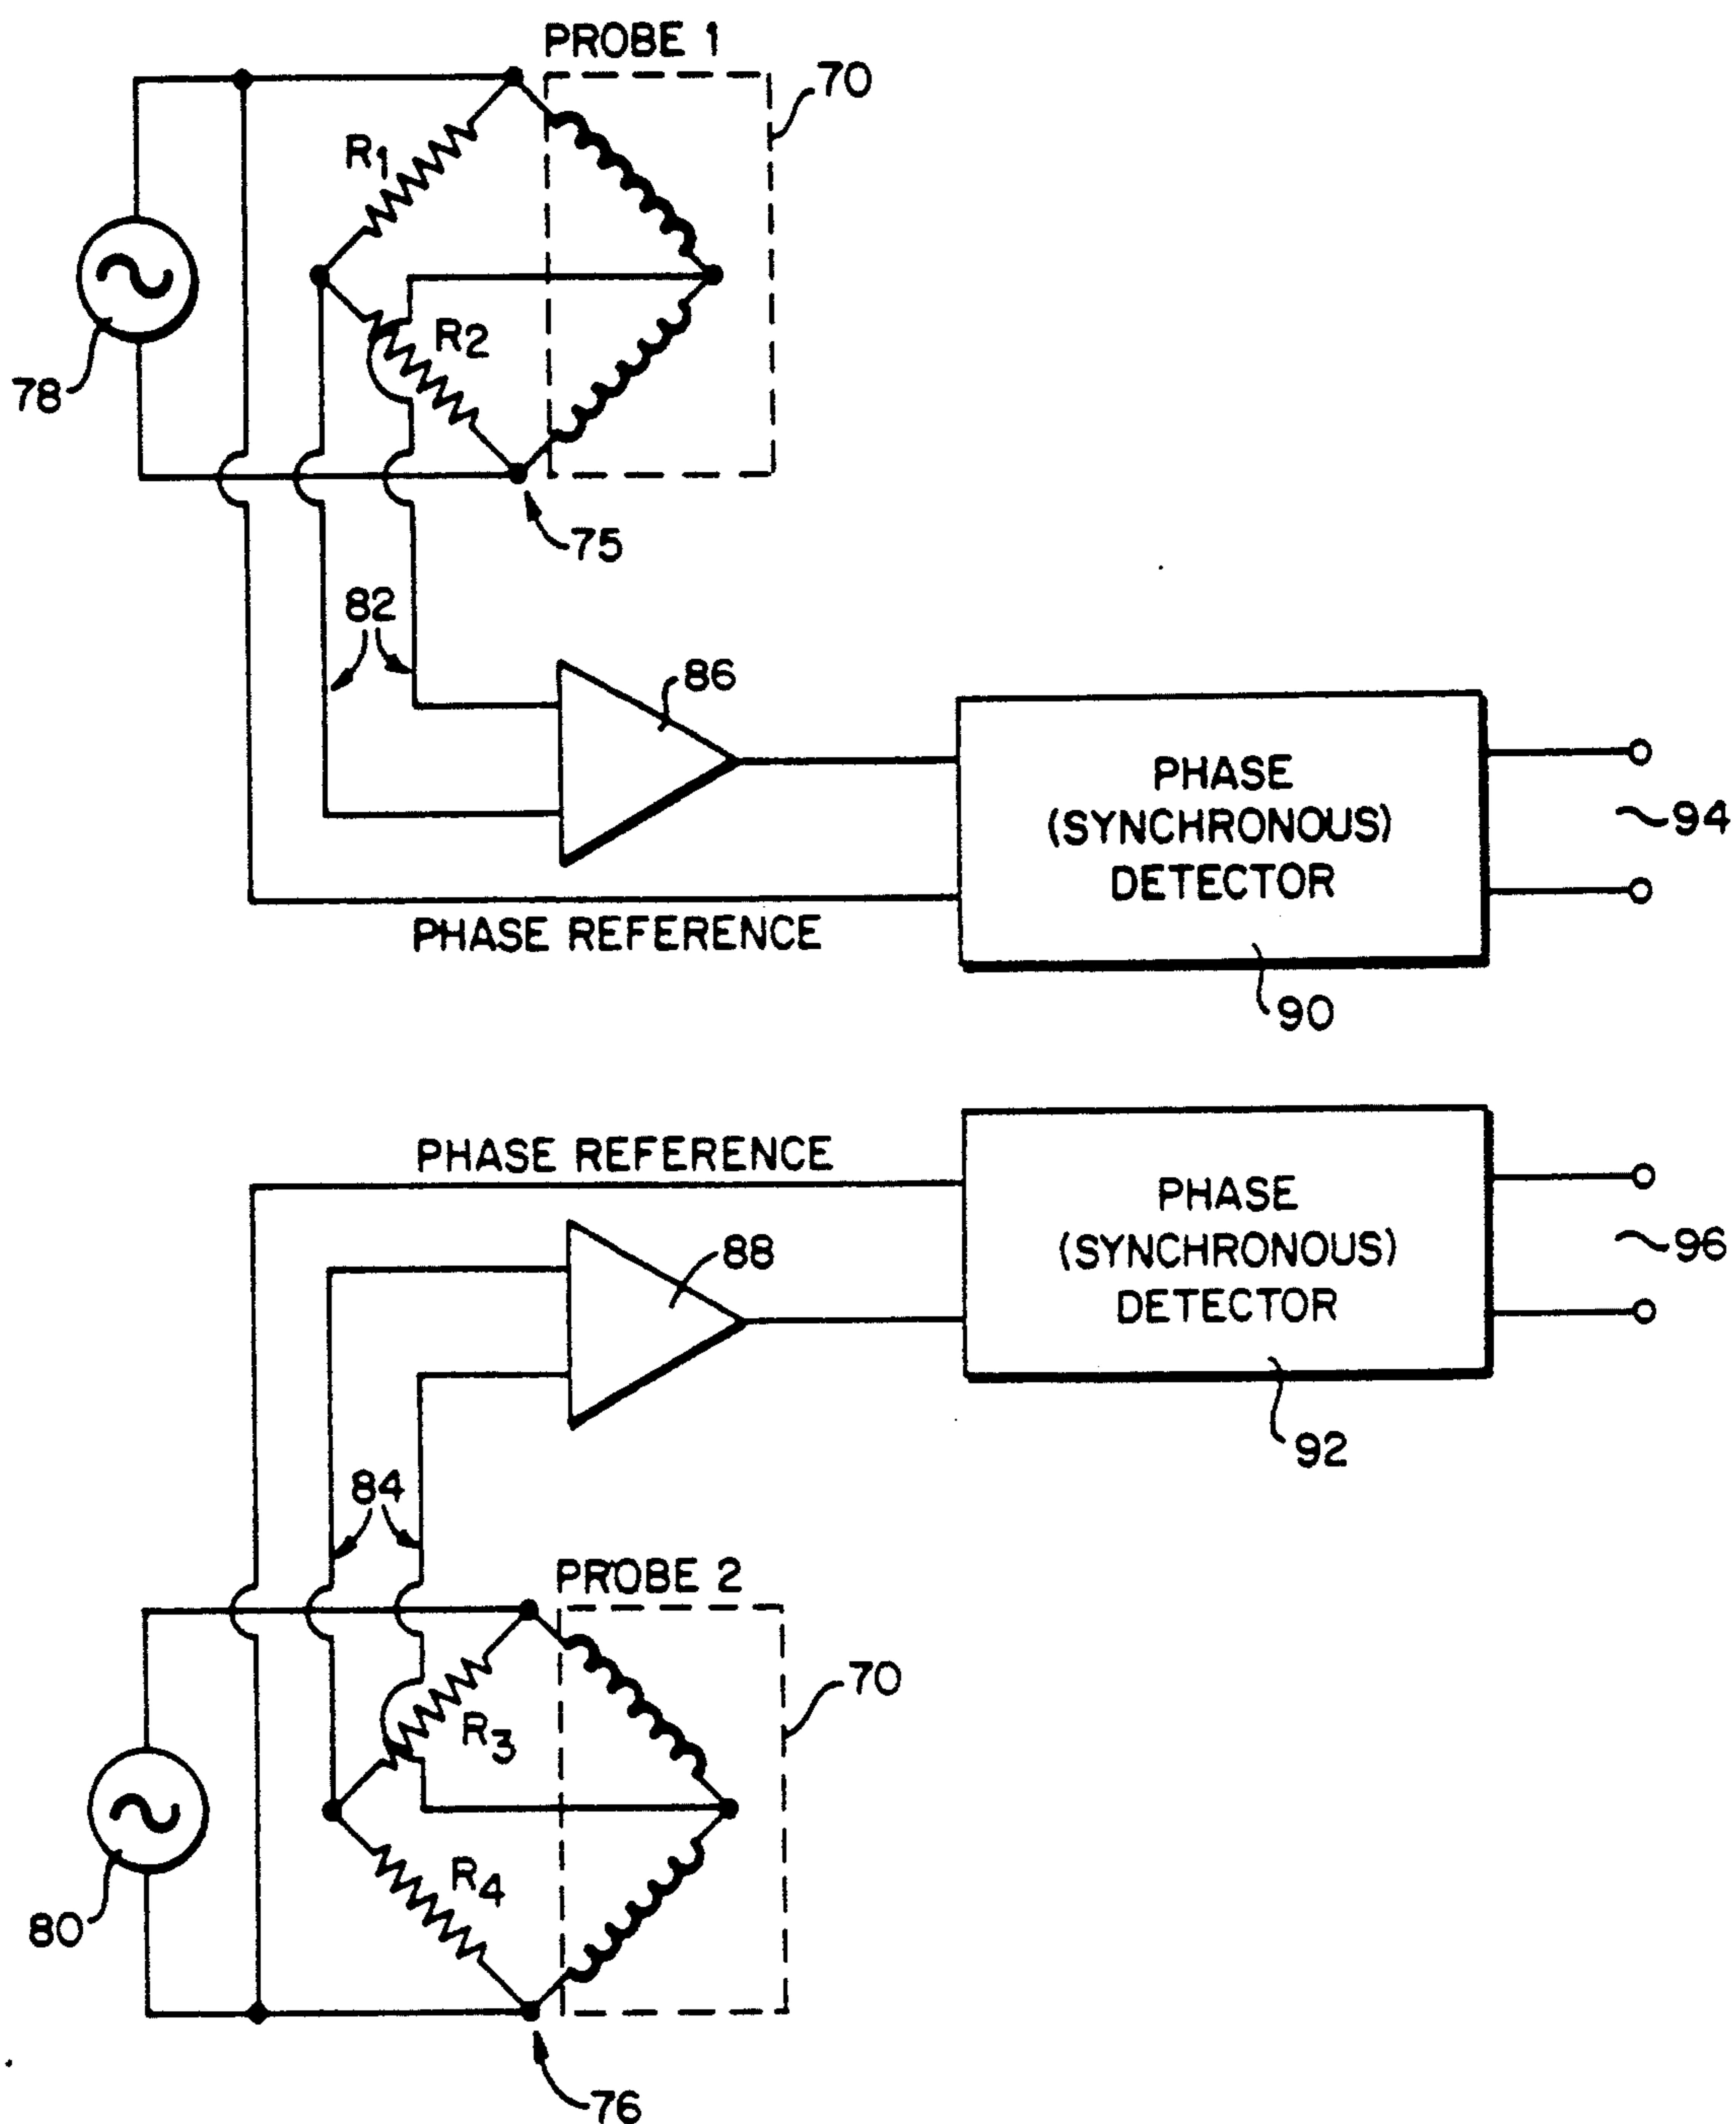 PROBE 1
70
R1
R2
78
75
82
86
PHASE
(SYNCHRONOUS)
DETECTOR
94
PHASE REFERENCE
90
PHASE REFERENCE
PHASE
(SYNCHRONOUS)
DETECTOR
88
96
92
84
PROBE 2
70
R3
R4
80
76